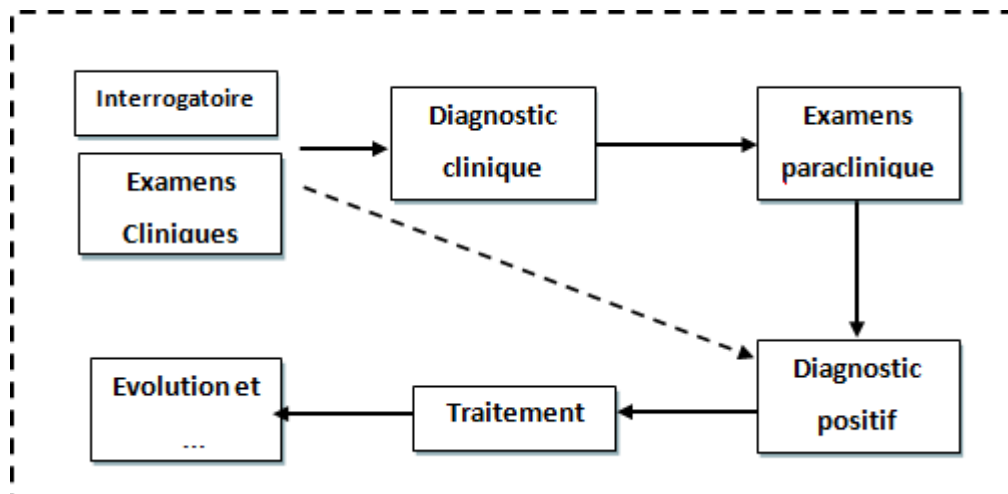 Interrogatoire
Examens
Cliniques
Diagnostic
clinique
Examens
paraclinique
Diagnostic
positif
Traitement
Evolution et
...